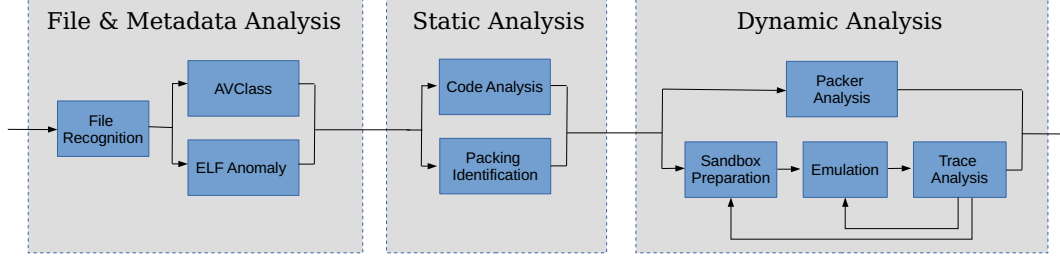 File & Metadata Analysis
File
Recognition
AVClass
ELF Anomaly
Static Analysis
Code Analysis
Packing
Identification
Dynamic Analysis
Packer
Analysis
Sandbox
Preparation
Emulation
Trace
Analysis